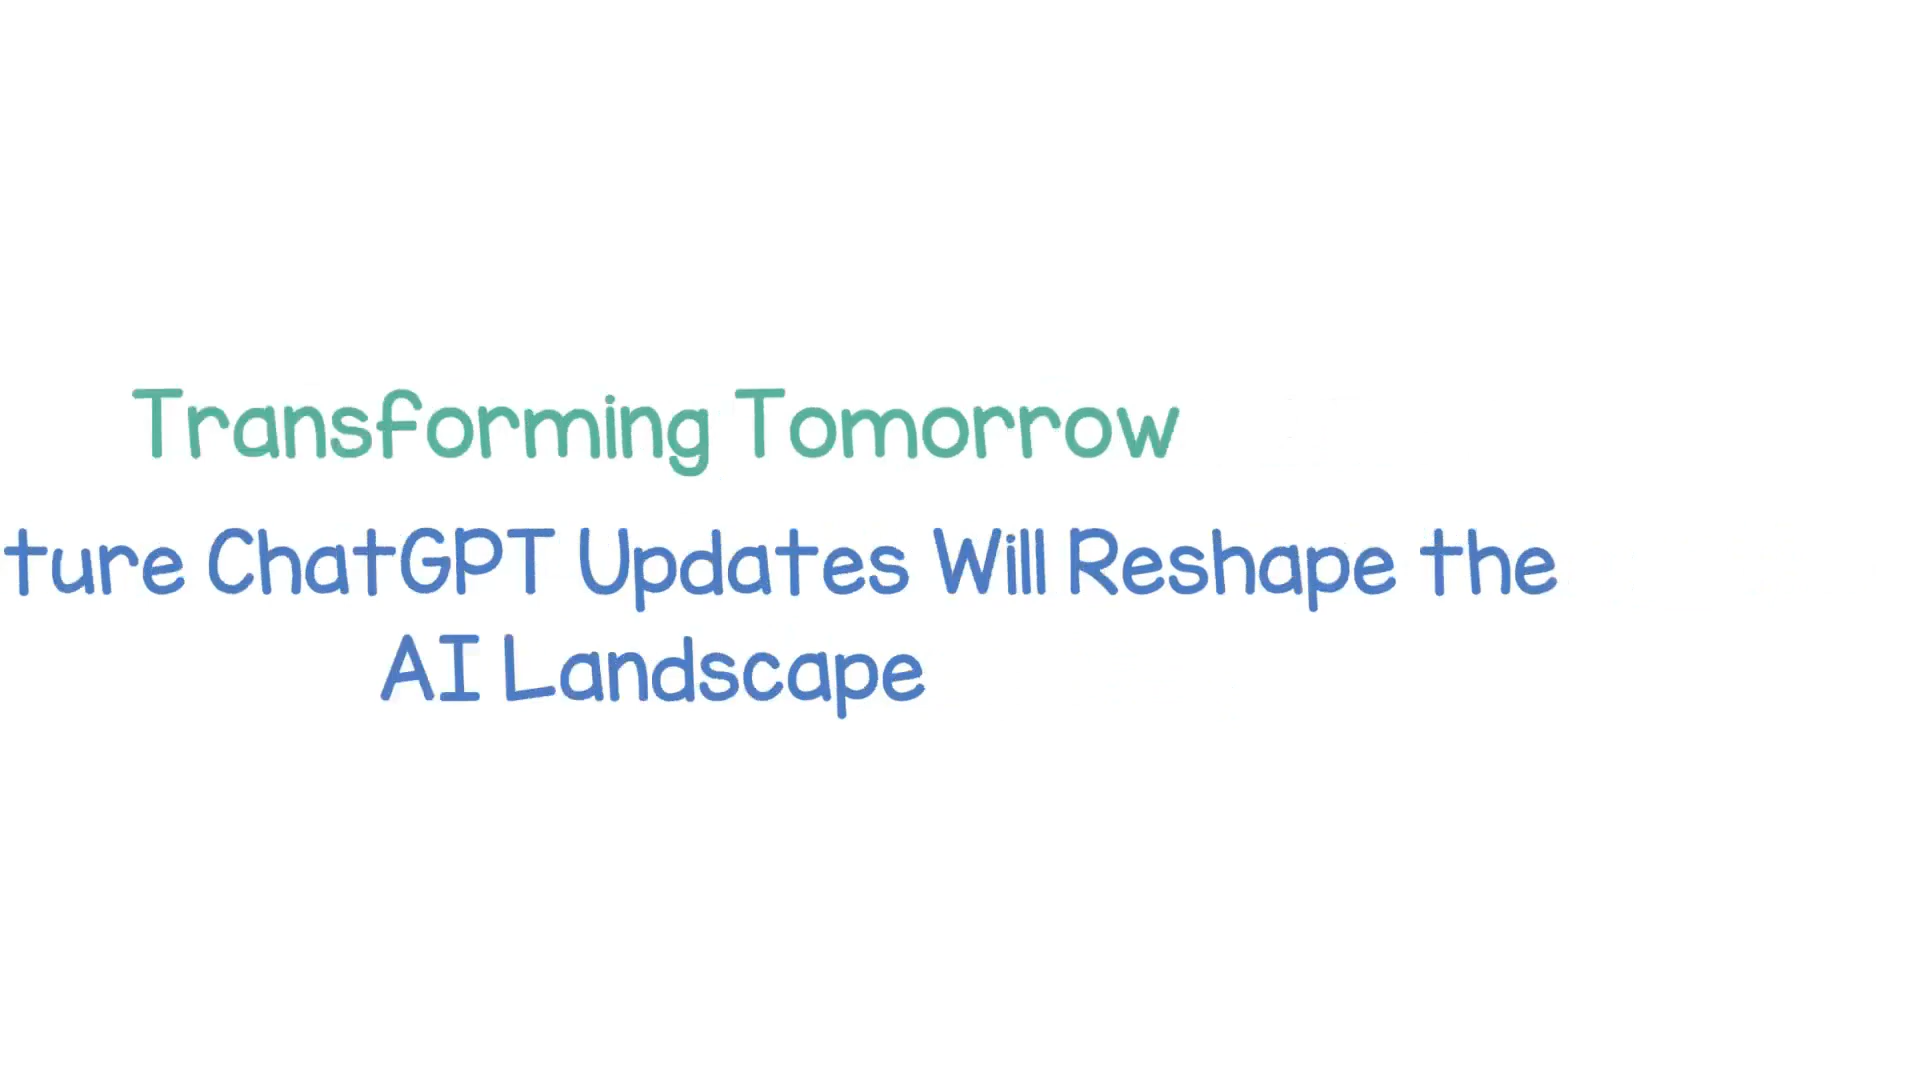 Transforming Tomorrow
ture ChatGPT Updates Will Reshape the
AI Landscape